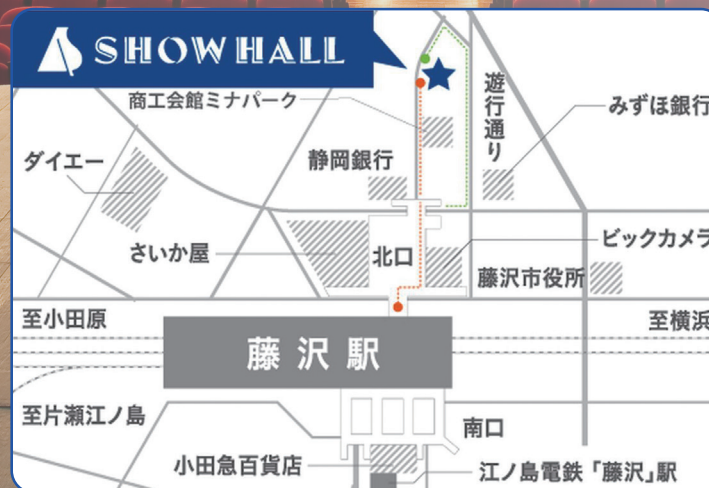 SHOW HALL
商工会館ミナパーク
遊行通り
みずほ銀行
ダイエー
静岡銀行
さいか屋
北口
ビックカメラ
藤沢市役所
至小田原
至横浜
藤沢駅
至片瀬江ノ島
南口
小田急百貨店
江ノ島電鉄「藤沢」駅